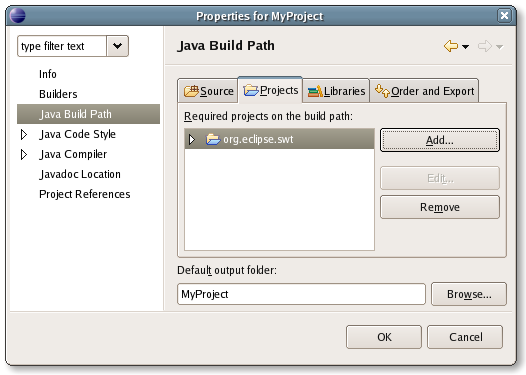 Properties for MyProject
type filter text
Info
Builders
Java Build Path
Java Code Style
Java Compiler
Javadoc Location
Project References
Java Build Path
Source Projects Libraries Order and Export
Required projects on the build path:
org.eclipse.swt
Add...
Edit...
Remove
Default output folder:
MyProject
Browse...
OK Cancel